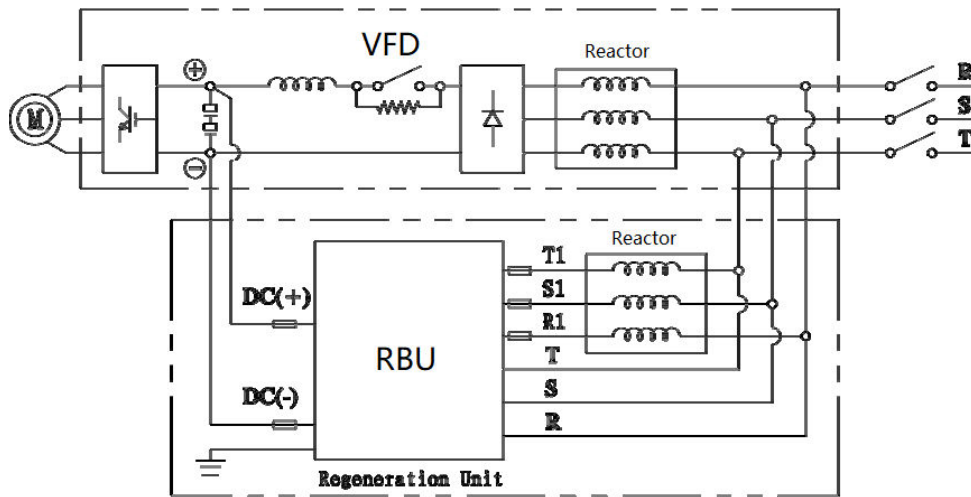 VFD
Reactor
R
S
T
M
+
−
Reactor
T1
S1
R1
T
S
R
DC(+)
DC(-)
RBU
Regeneration Unit